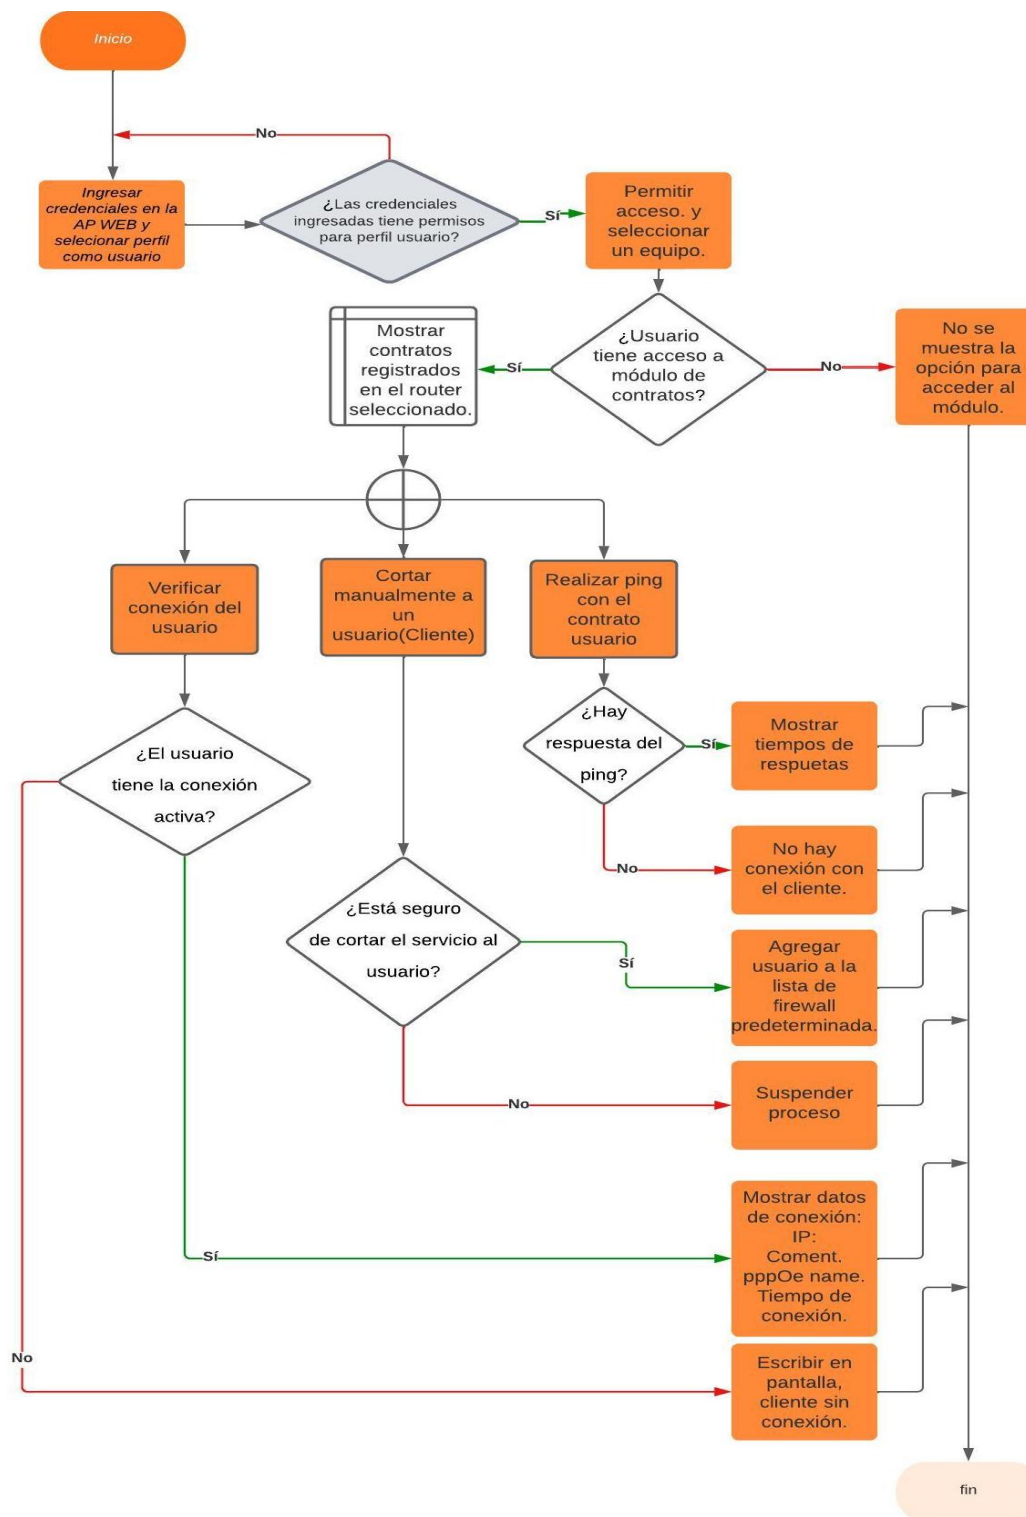 Inicio
No
Ingresar
credenciales en la
AP WEB y
selecionar perfil
como usuario
¿Las credenciales
ingresadas tiene permisos
para perfil usuario?
Sí
Permitir
acceso. y
seleccionar
un equipo.
Mostrar
contratos
registrados
en el router
seleccionado.
Sí
¿Usuario
tiene acceso a
módulo de
contratos?
No
No se
muestra la
opción para
acceder al
módulo.
Verificar
conexión del
usuario
Cortar
manualmente a
un
usuario(Cliente)
Realizar ping
con el
contrato
usuario
¿El usuario
tiene la conexión
activa?
¿Hay
respuesta del
ping?
Sí
Mostrar
tiempos de
respuetas
No
No hay
conexión con
el cliente.
¿Está seguro
de cortar el servicio al
usuario?
Sí
Agregar
usuario a la
lista de
firewall
predeterminada.
No
Suspender
proceso
Sí
Mostrar datos
de conexión:
IP:
Coment.
pppOe name.
Tiempo de
conexión.
No
Escribir en
pantalla,
cliente sin
conexión.
fin